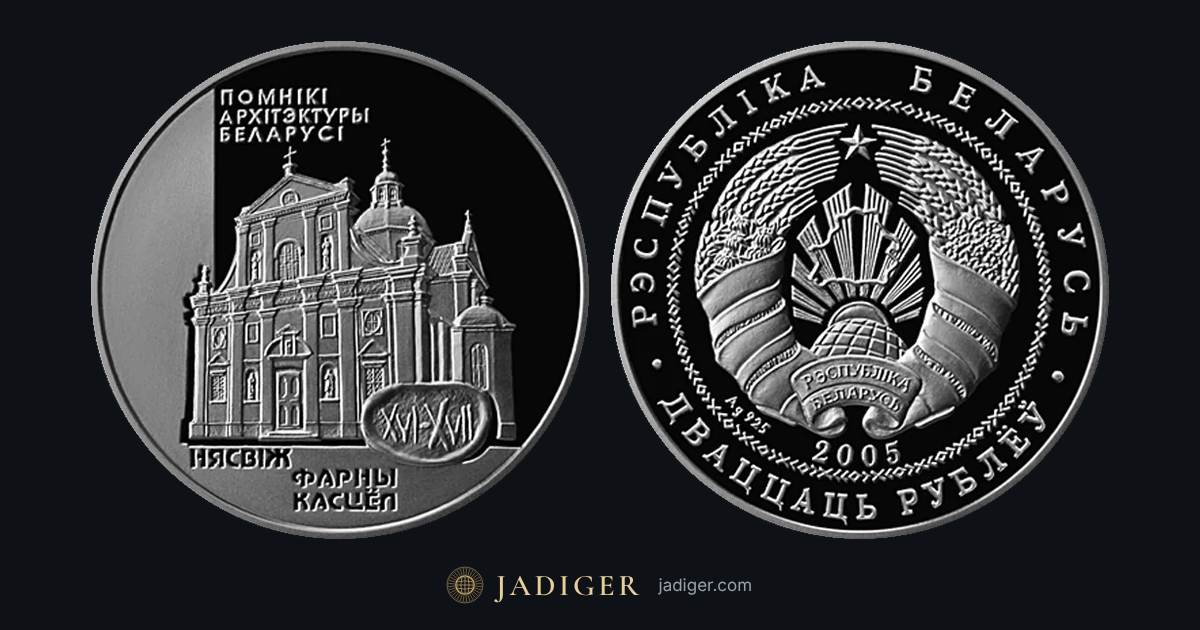 ПОМНІКІ
АРХІТЭКТУРЫ
БЕЛАРУСІ
XVI-XVII
НЯСВІЖ
ФАРНЫ
КАСЦЁЛ
РЭСПУБЛІКА БЕЛАРУСЬ
РЭСПУБЛІКА
БЕЛАРУСЬ
Ag 925
2005
· ДВАЦЦАЦЬ РУБЛЁЎ ·
JADIGER jadiger.com